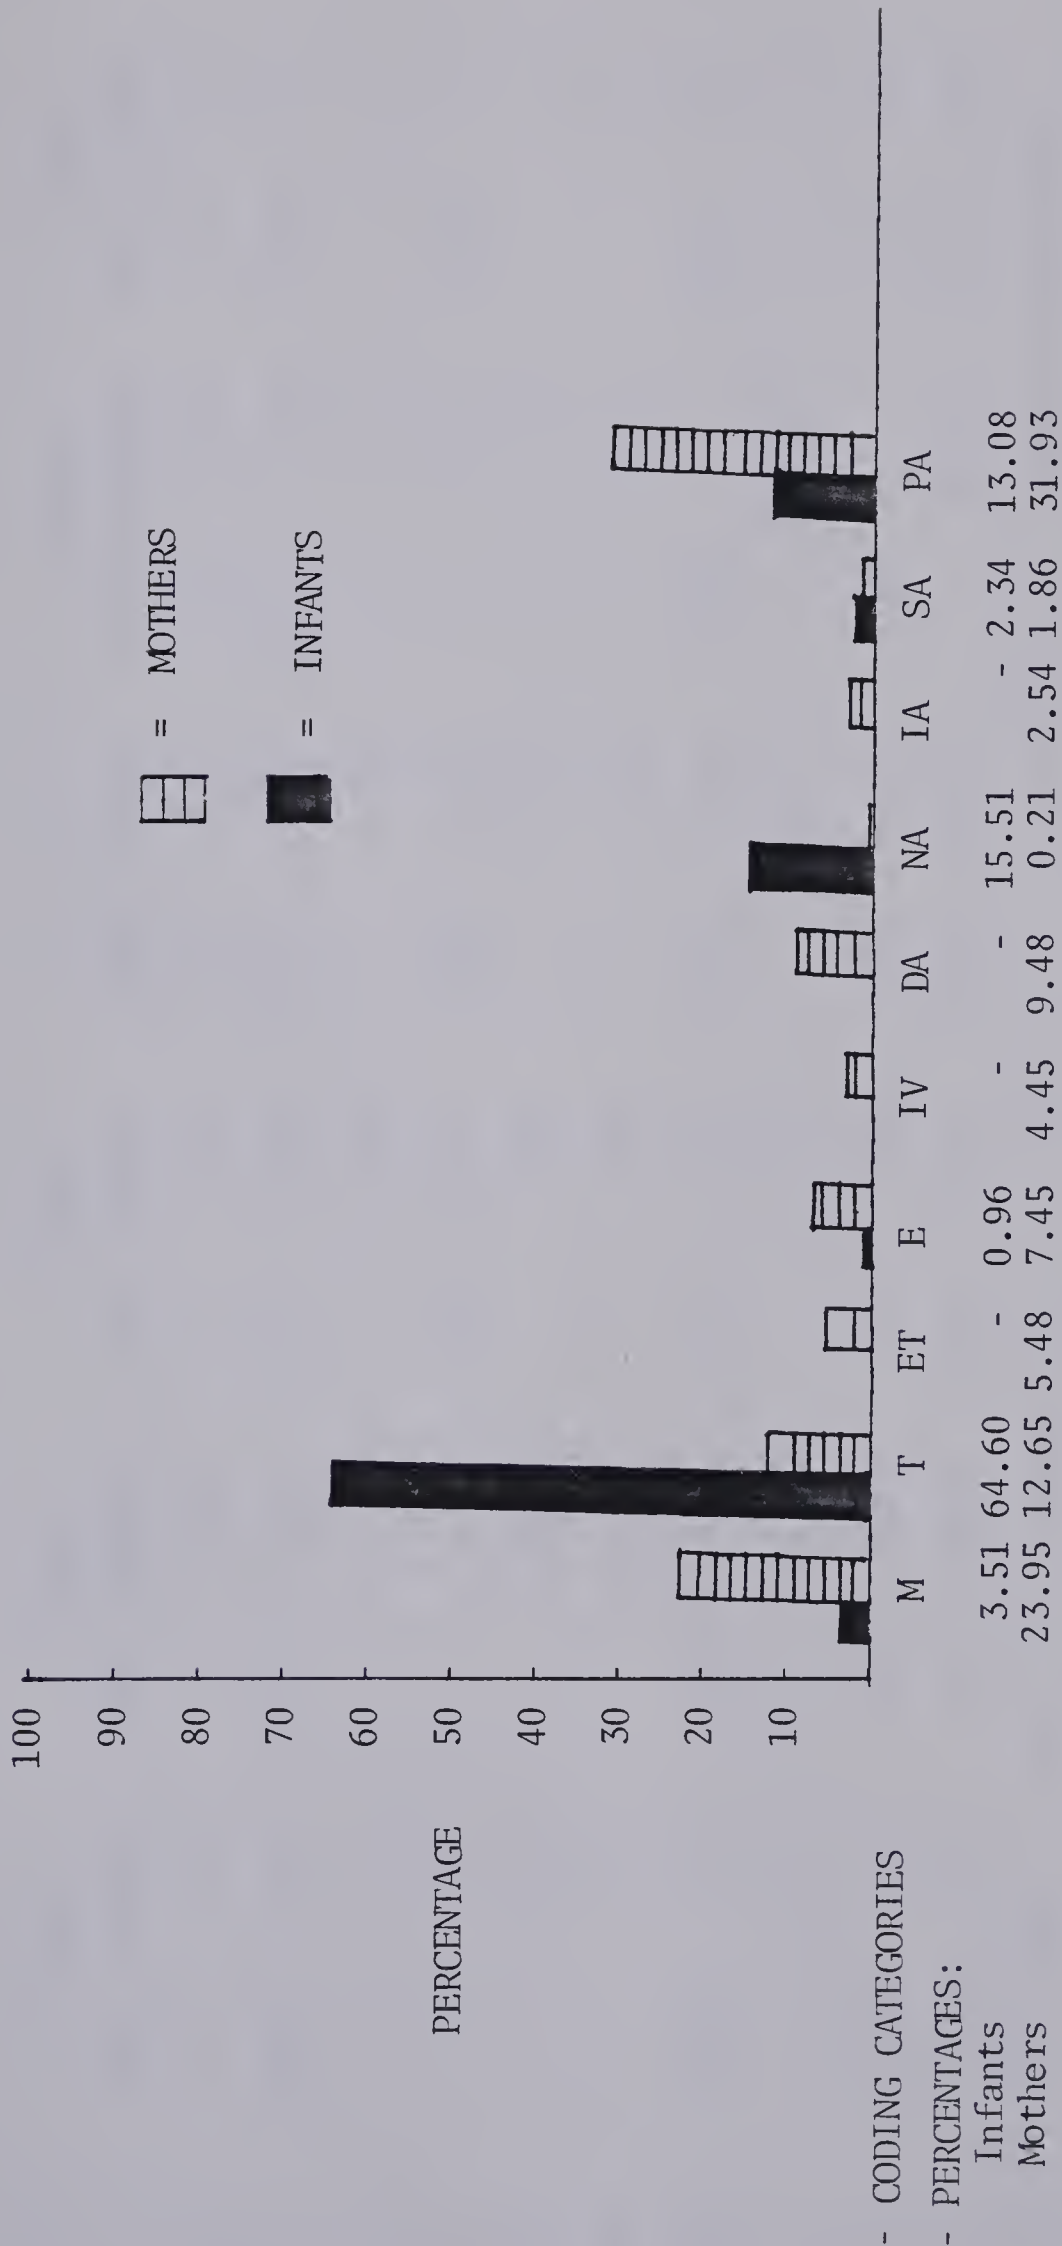 100
90
80
70
60
50
40
30
20
10
PERCENTAGE
= MOTHERS
= INFANTS
- CODING CATEGORIES M T ET E IV DA NA IA SA PA
- PERCENTAGES:
Infants 3.51 64.60 - 0.96 - - 15.51 - 2.34 13.08
Mothers 23.95 12.65 5.48 7.45 4.45 9.48 0.21 2.54 1.86 31.93